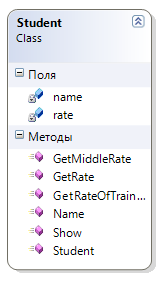 Student
Class
Поля
name
rate
Методы
GetMiddleRate
GetRate
GetRateOfTrain...
Name
Show
Student